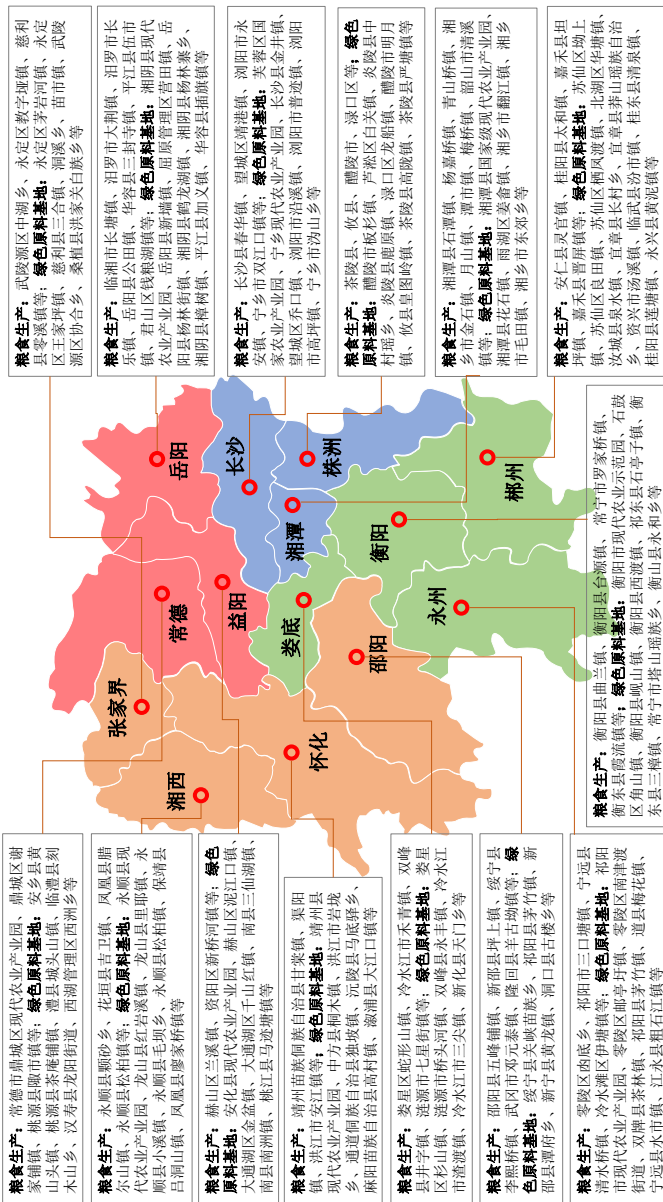 粮食生产：常德市鼎城区现代农业产业园、鼎城区谢
家铺镇、桃源县陬市镇等；绿色原料基地：安乡县黄
山头镇、桃源县茶庵铺镇、澧县城头山镇、临澧县刻
木山乡、汉寿县龙阳街道、西湖管理区西洲乡等
粮食生产：永顺县颗砂乡、花垣县吉卫镇、凤凰县腊
尔山镇、永顺县松柏镇等；绿色原料基地：永顺县现
代农业产业园、龙山县红岩溪镇、龙山县里耶镇、永
顺县小溪镇、永顺县毛坝乡、永顺县松柏镇、保靖县
吕洞山镇、凤凰县廖家桥镇等
粮食生产：赫山区兰溪镇、资阳区新桥河镇等；绿色
原料基地：安化县现代农业产业园、赫山区泥江口镇、
大通湖区金盆镇、大通湖区千山红镇、南县三仙湖镇、
南县南洲镇、桃江县马迹塘镇等
粮食生产：靖州苗族侗族自治县甘棠镇、渠阳
镇、洪江市安江镇等；绿色原料基地：靖州县
现代农业产业园、中方县桐木镇、洪江市岩垅
乡、通道侗族自治县独坡镇、沅陵县马底驿乡、
麻阳苗族自治县高村镇、溆浦县大江口镇等
粮食生产：娄星区蛇形山镇、冷水江市禾青镇、双峰
县井字镇、涟源市七星街镇等；绿色原料基地：娄星
区杉山镇、涟源市桥头河镇、双峰县永丰镇、冷水江
市渣渡镇、冷水江市三尖镇、新化县天门乡等
粮食生产：邵阳县五峰铺镇、新邵县坪上镇、绥宁县
李熙桥镇、武冈市邓元泰镇、隆回县羊古坳镇等；绿
色原料基地：绥宁县关峡苗族乡、祁阳县茅竹镇、新
邵县潭府乡、新宁县黄龙镇、洞口县古楼乡等
粮食生产：零陵区凼底乡、祁阳市三口塘镇、宁远县
清水桥镇、冷水滩区伊塘镇等；绿色原料基地：祁阳
市现代农业产业园、零陵区邮亭圩镇、零陵区南津渡
街道、双牌县茶林镇、祁阳县茅竹镇、道县梅花镇、
宁远县水市镇、江永县粗石江镇等
张家界
常德
岳阳
湘西
益阳
长沙
怀化
娄底
湘潭
株洲
邵阳
衡阳
永州
郴州
粮食生产：武陵源区中湖乡、永定区教字垭镇、慈利
县零溪镇等；绿色原料基地：永定区茅岩河镇、永定
区王家坪镇、慈利县三合镇、洞溪乡、苗市镇、武陵
源区协合乡、桑植县洪家关白族乡等
粮食生产：临湘市长塘镇、汨罗市大荆镇、汨罗市长
乐镇、岳阳县公田镇、华容县三封寺镇、平江县伍市
镇、君山区钱粮湖镇等；绿色原料基地：湘阴县现代
农业产业园、岳阳县新墙镇、屈原管理区营田镇、岳
阳县杨林街镇、湘阴县鹤龙湖镇、湘阴县杨林寨乡、
湘阴县樟树镇、平江县加义镇、华容县插旗镇等
粮食生产：长沙县春华镇、望城区靖港镇、浏阳市永
安镇、宁乡市双江口镇等；绿色原料基地：芙蓉区国
家农业产业园、宁乡现代农业产业园、长沙县金井镇、
望城区乔口镇、浏阳市沿溪镇、浏阳市普迹镇、浏阳
市高坪镇、宁乡市沩山乡等
粮食生产：茶陵县、攸县、醴陵市、渌口区等；绿色
原料基地：醴陵市板杉镇、芦淞区白关镇、炎陵县中
村瑶乡、炎陵县鹿原镇、渌口区龙船镇、醴陵市明月
镇、攸县皇图岭镇、茶陵县高陇镇、茶陵县严塘镇等
粮食生产：湘潭县石潭镇、杨嘉桥镇、青山桥镇、湘
乡市金石镇、月山镇、潭市镇、梅桥镇、韶山市清溪
镇等；绿色原料基地：湘潭县国家级现代农业产业园、
湘潭县花石镇、雨湖区姜畲镇、湘乡市翻江镇、湘乡
市毛田镇、湘乡市东郊乡等
粮食生产：安仁县灵官镇、桂阳县太和镇、嘉禾县坦
坪镇、嘉禾县晋屏镇等；绿色原料基地：苏仙区坳上
镇、苏仙区良田镇、苏仙区栖凤渡镇、北湖区华塘镇、
汝城县泉水镇、宜章县长村乡、宜章县莽山瑶族自治
乡、资兴市汤溪镇、临武县汾市镇、桂东县清泉镇、
桂阳县莲塘镇、永兴县黄泥镇等
粮食生产：衡阳县曲兰镇、衡阳县台源镇、常宁市罗家桥镇、
衡东县霞流镇等；绿色原料基地：衡阳市现代农业示范园、石鼓
区角山镇、衡阳县岘山镇、衡阳县西渡镇、祁东县石亭子镇、衡
东县三樟镇、常宁市塔山瑶族乡、衡山县永和乡等